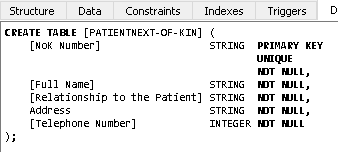 Structure Data Constraints Indexes Triggers D
CREATE TABLE [PATIENTNEXT-OF-KIN] (
[NoK Number] STRING PRIMARY KEY
UNIQUE
NOT NULL,
[Full Name] STRING NOT NULL,
[Relationship to the Patient] STRING NOT NULL,
Address STRING NOT NULL,
[Telephone Number] INTEGER NOT NULL
);